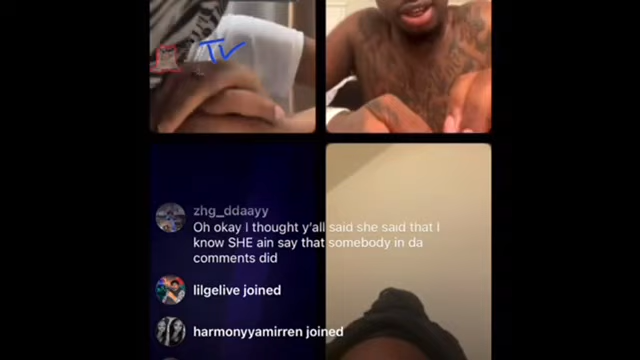 TV
zhg_ddaayy
Oh okay I thought y'all said she said that I
know SHE ain say that somebody in da
comments did
lilgelive joined
harmonyyamirren joined